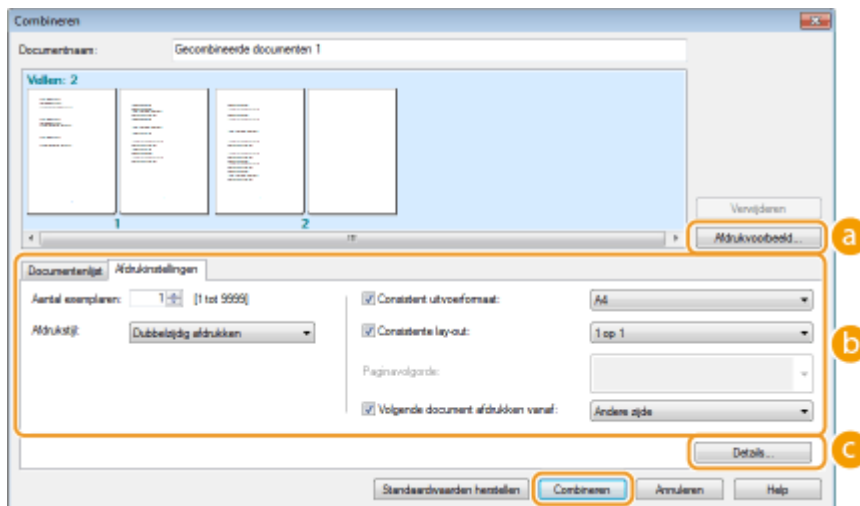 Combineren
Documentnaam: Gecombineerde documenten 1
Vellen: 2
1 2
Verwijderen
Afdrukvoorbeeld... a
Documentenlijst Afdrukinstellingen
Aantal exemplaren: 1 [1 tot 9999] Consistent uitvoerformaat: A4
Afdrukstijl: Dubbelzijdig afdrukken Consistente lay-out: 1 op 1
b
Paginavolgorde:
Volgende document afdrukken vanaf: Andere zijde
Details... c
Standaardwaarden herstellen Combineren Annuleren Help